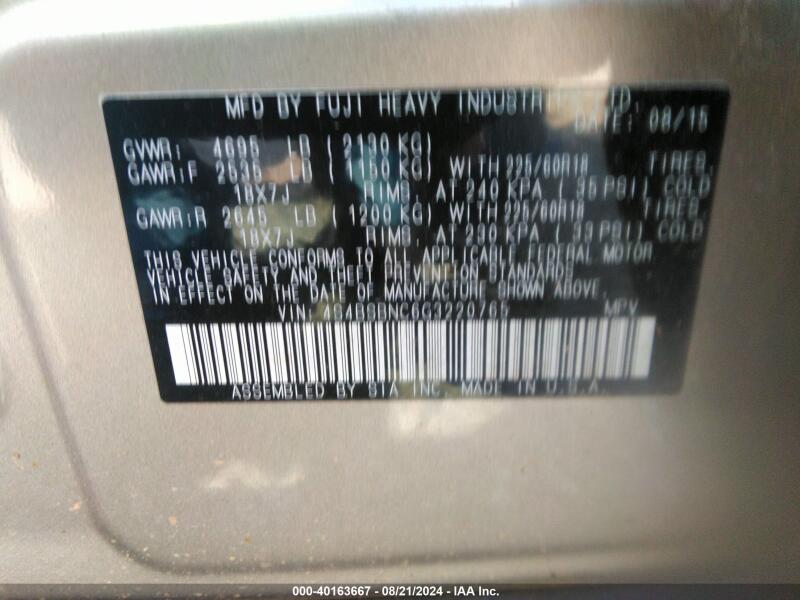 MFD BY FUJI HEAVY INDUSTRIES LTD.
DATE: 08/15
GVWR: 4695 LB ( 2130 KG)
GAWR:F 2535 LB ( 1150 KG) WITH 225/60R18 TIRES,
18X7J RIMS, AT 240 KPA ( 35 PSI) COLD
GAWR:R 2645 LB ( 1200 KG) WITH 225/60R18 TIRES,
18X7J RIMS, AT 230 KPA ( 33 PSI) COLD
THIS VEHICLE CONFORMS TO ALL APPLICABLE FEDERAL MOTOR
VEHICLE SAFETY AND THEFT PREVENTION STANDARDS
IN EFFECT ON THE DATE OF MANUFACTURE SHOWN ABOVE.
VIN: 4S4BSBNC6G3220765 MPV
ASSEMBLED BY SIA INC. MADE IN U.S.A.
000-40163667 - 08/21/2024 - IAA Inc.